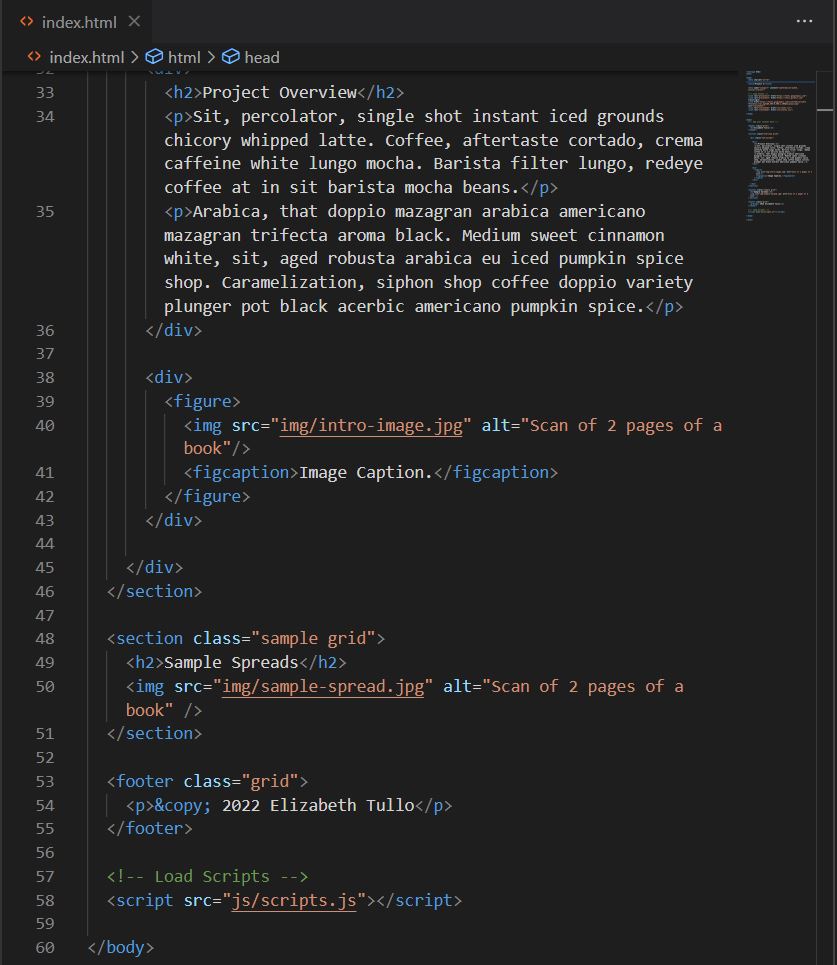 index.html
index.html > html > head
33 <h2>Project Overview</h2>
34 <p>Sit, percolator, single shot instant iced grounds
chicory whipped latte. Coffee, aftertaste cortado, crema
caffeine white lungo mocha. Barista filter lungo, redeye
coffee at in sit barista mocha beans.</p>
35 <p>Arabica, that doppio mazagran arabica americano
mazagran trifecta aroma black. Medium sweet cinnamon
white, sit, aged robusta arabica eu iced pumpkin spice
shop. Caramelization, siphon shop coffee doppio variety
plunger pot black acerbic americano pumpkin spice.</p>
36 </div>
37
38 <div>
39 <figure>
40 <img src="img/intro-image.jpg" alt="Scan of 2 pages of a
book"/>
41 <figcaption>Image Caption.</figcaption>
42 </figure>
43 </div>
44
45 </div>
46 </section>
47
48 <section class="sample grid">
49 <h2>Sample Spreads</h2>
50 <img src="img/sample-spread.jpg" alt="Scan of 2 pages of a
book" />
51 </section>
52
53 <footer class="grid">
54 <p>&copy; 2022 Elizabeth Tullo</p>
55 </footer>
56
57 <!-- Load Scripts -->
58 <script src="js/scripts.js"></script>
59
60 </body>